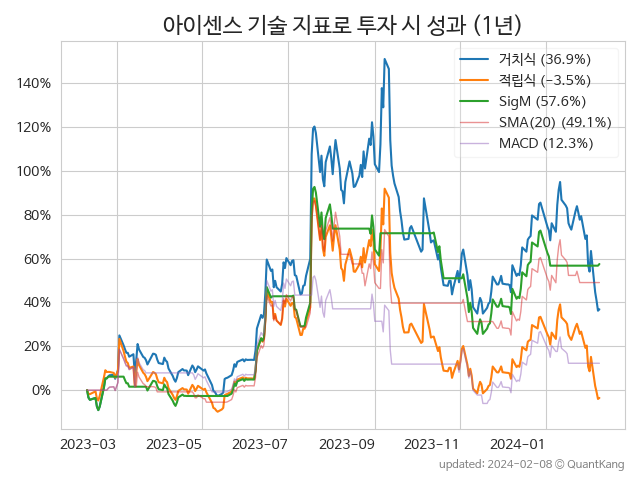 아이센스 기술 지표로 투자 시 성과 (1년)
거치식 (36.9%)
적립식 (−3.5%)
SigM (57.6%)
SMA(20) (49.1%)
MACD (12.3%)
140%
120%
100%
80%
60%
40%
20%
0%
2023-03 2023-05 2023-07 2023-09 2023-11 2024-01
updated: 2024-02-08 @ QuantKang